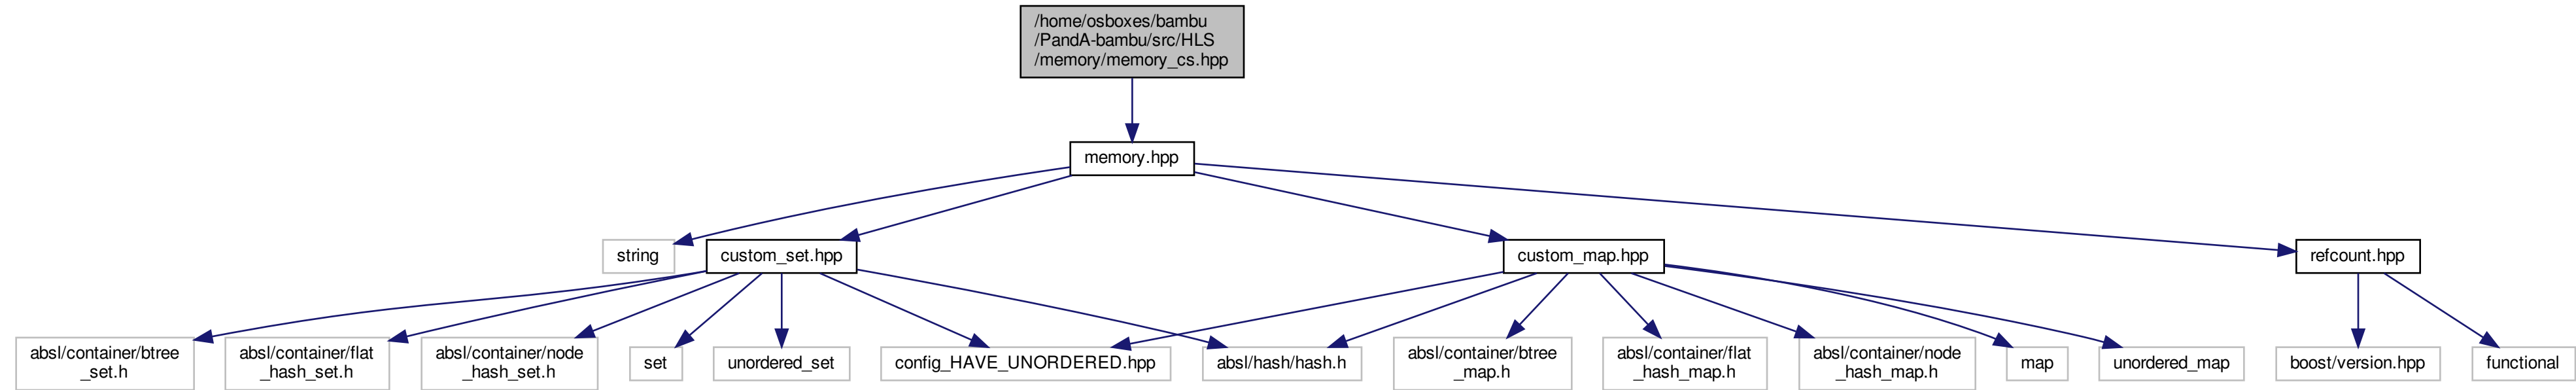 /home/osboxes/bambu
/PandA-bambu/src/HLS
/memory/memory_cs.hpp
memory.hpp
string
custom_set.hpp
custom_map.hpp
refcount.hpp
absl/container/btree
_set.h
absl/container/flat
_hash_set.h
absl/container/node
_hash_set.h
set
unordered_set
config_HAVE_UNORDERED.hpp
absl/hash/hash.h
absl/container/btree
_map.h
absl/container/flat
_hash_map.h
absl/container/node
_hash_map.h
map
unordered_map
boost/version.hpp
functional